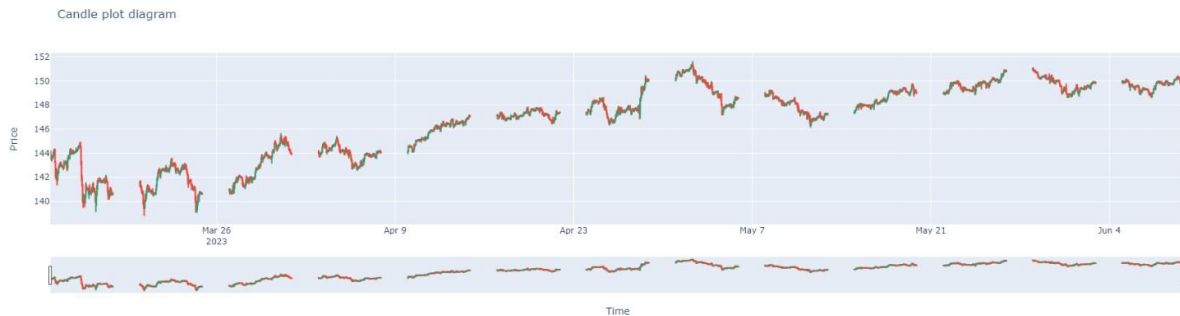 Candle plot diagram
152
150
148
146
144
142
140
Price
Mar 26
2023
Apr 9
Apr 23
May 7
May 21
Jun 4
Time